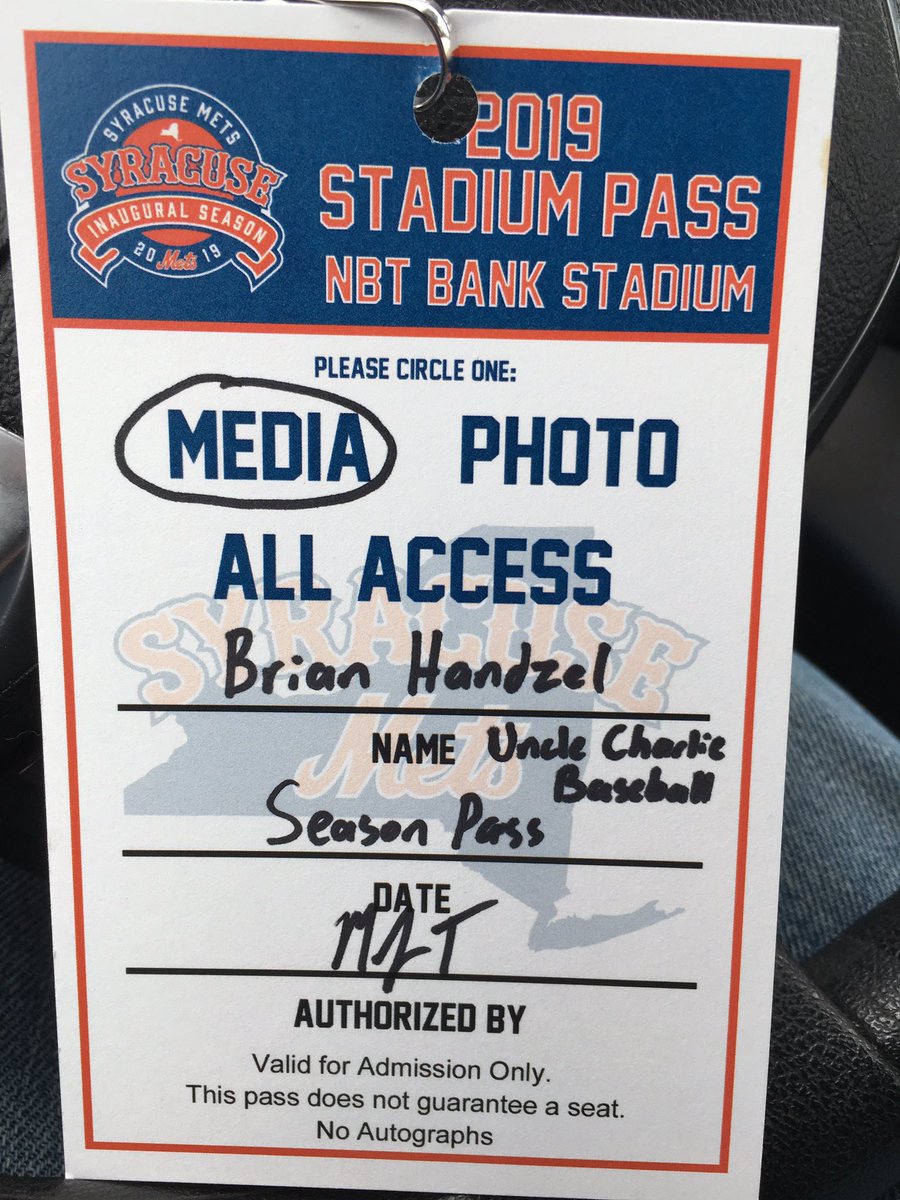 SYRACUSE METS
SYRACUSE
INAUGURAL SEASON
20 Mets 19
2019
STADIUM PASS
NBT BANK STADIUM
PLEASE CIRCLE ONE:
MEDIA PHOTO
ALL ACCESS
SYRACUSE
Mets
Brian Handzel
NAME Uncle Charlie
Baseball
Season Pass
DATE
AUTHORIZED BY
Valid for Admission Only.
This pass does not guarantee a seat.
No Autographs